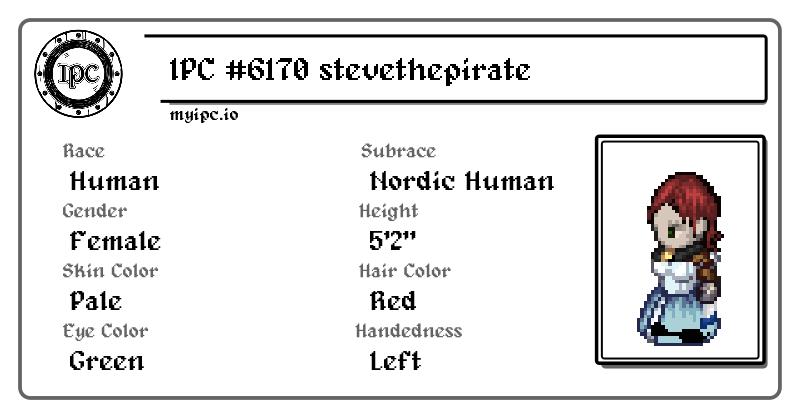 IPC
IPC #6170 stevethepirate
myipc.io
Race
Human
Subrace
Nordic Human
Gender
Female
Height
5'2"
Skin Color
Pale
Hair Color
Red
Eye Color
Green
Handedness
Left